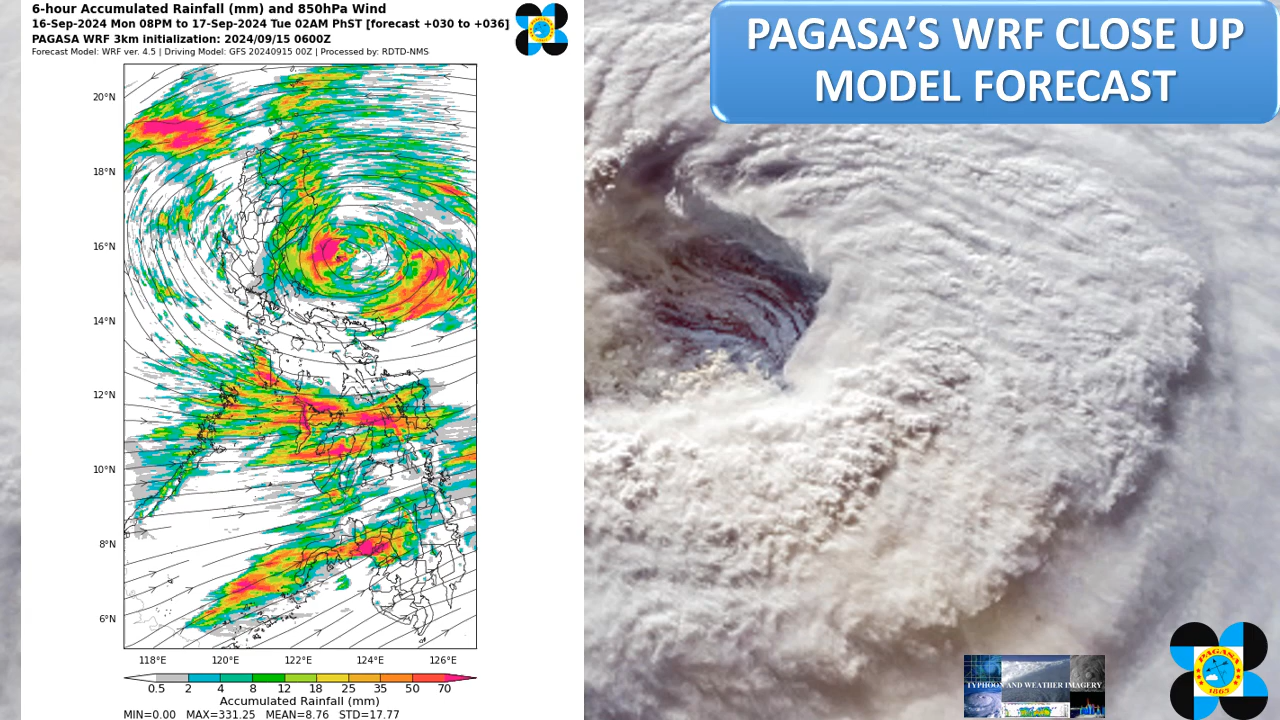 6-hour Accumulated Rainfall (mm) and 850hPa Wind
16-Sep-2024 Mon 08PM to 17-Sep-2024 Tue 02AM PhST [forecast +030 to +036]
PAGASA WRF 3km initialization: 2024/09/15 0600Z
Forecast Model: WRF ver. 4.5 | Driving Model: GFS 20240915 00Z | Processed by: RDTD-NMS
PAGASA'S WRF CLOSE UP
MODEL FORECAST
20°N
18°N
16°N
14°N
12°N
10°N
8°N
6°N
118°E 120°E 122°E 124°E 126°E
0.5 2 4 8 12 18 25 35 50 70
Accumulated Rainfall (mm)
MIN=0.00 MAX=331.25 MEAN=8.76 STD=17.77
TYPHOON AND WEATHER IMAGERY
PAGASA
1865